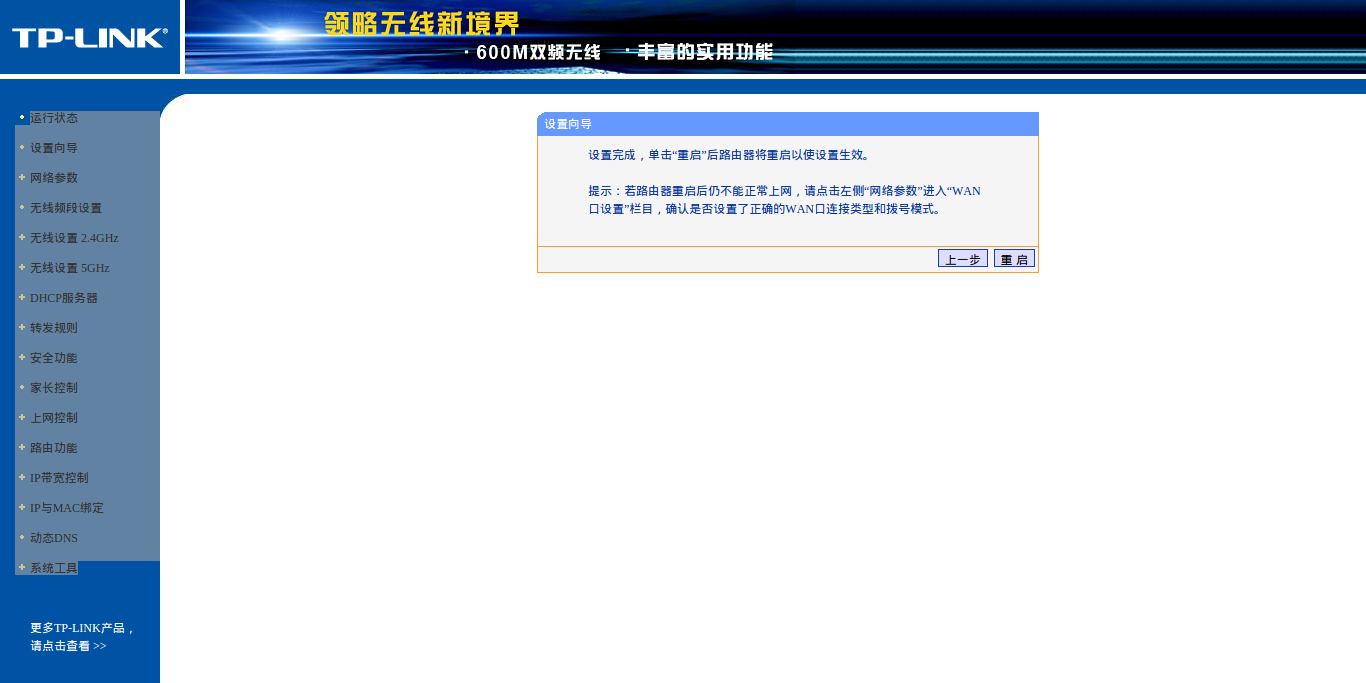 TP-LINK®
领略无线新境界
·600M双频无线 ·丰富的实用功能
运行状态
设置向导
网络参数
无线频段设置
无线设置 2.4GHz
无线设置 5GHz
DHCP服务器
转发规则
安全功能
家长控制
上网控制
路由功能
IP带宽控制
IP与MAC绑定
动态DNS
系统工具
更多TP-LINK产品，
请点击查看 >>
设置向导
设置完成，单击“重启”后路由器将重启以使设置生效。
提示：若路由器重启后仍不能正常上网，请点击左侧“网络参数”进入“WAN
口设置”栏目，确认是否设置了正确的WAN口连接类型和拨号模式。
上一步 重 启